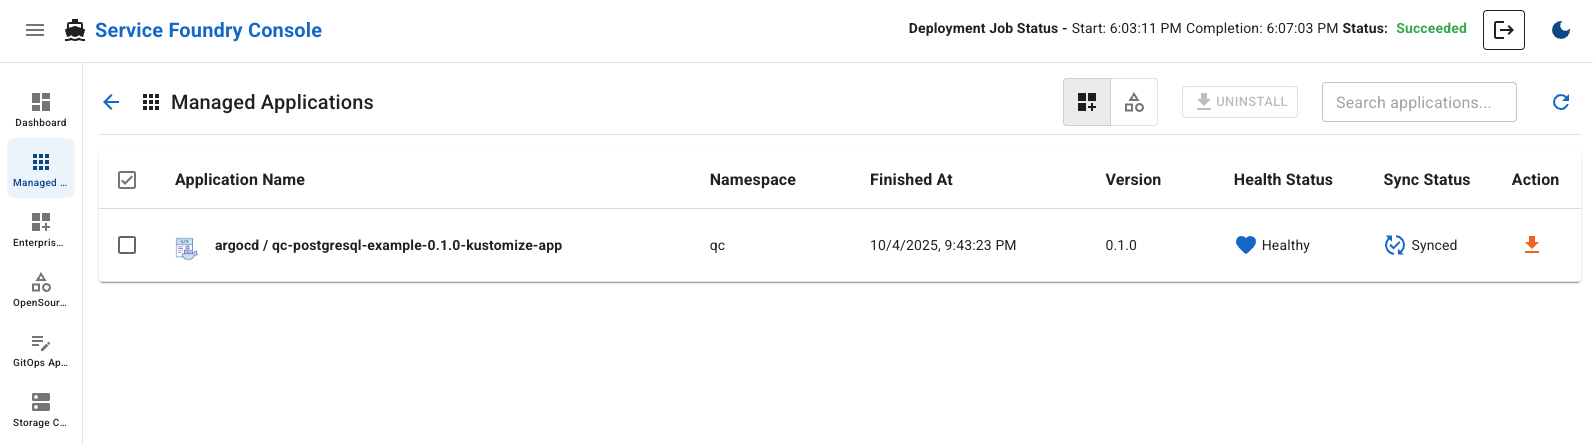 Service Foundry Console
Deployment Job Status - Start: 6:03:11 PM Completion: 6:07:03 PM Status: Succeeded
Dashboard
Managed ...
Enterpris...
OpenSour...
GitOps Ap...
Storage C...
Managed Applications
UNINSTALL
Search applications...
Application Name Namespace Finished At Version Health Status Sync Status Action
argocd / qc-postgresql-example-0.1.0-kustomize-app qc 10/4/2025, 9:43:23 PM 0.1.0 Healthy Synced